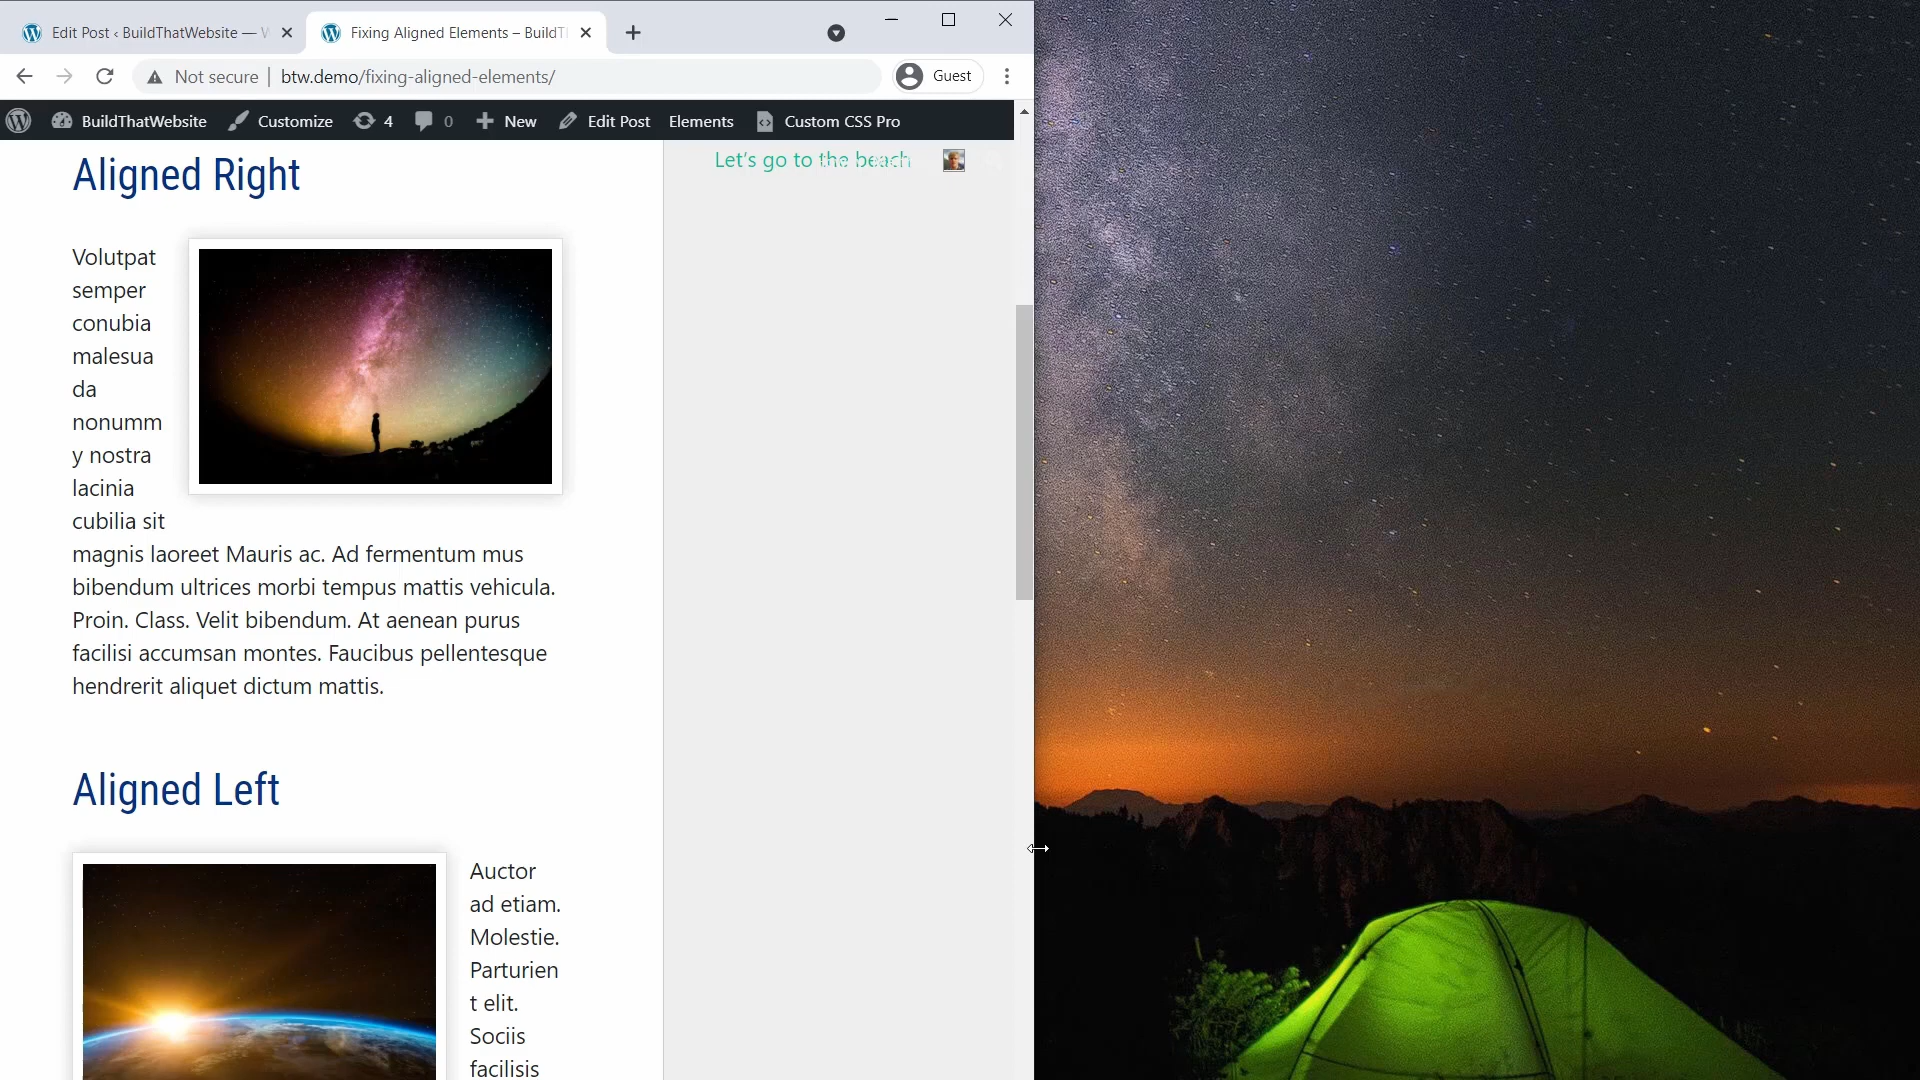 Edit Post ‹ BuildThatWebsite —
Fixing Aligned Elements – BuildT
Not secure
btw.demo/fixing-aligned-elements/
Guest
BuildThatWebsite
Customize
4
0
New
Edit Post
Elements
Custom CSS Pro
Aligned Right
Let's go to the beach
Volutpat
semper
conubia
malesua
da
nonumm
y nostra
lacinia
cubilia sit
magnis laoreet Mauris ac. Ad fermentum mus
bibendum ultrices morbi tempus mattis vehicula.
Proin. Class. Velit bibendum. At aenean purus
facilisi accumsan montes. Faucibus pellentesque
hendrerit aliquet dictum mattis.
Aligned Left
Auctor
ad etiam.
Molestie.
Parturien
t elit.
Sociis
facilisis